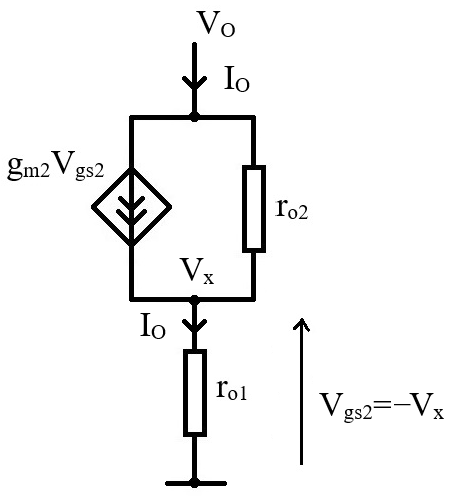 V_O
I_O
g_m2V_gs2
r_o2
V_x
I_O
r_o1
V_gs2=−V_x